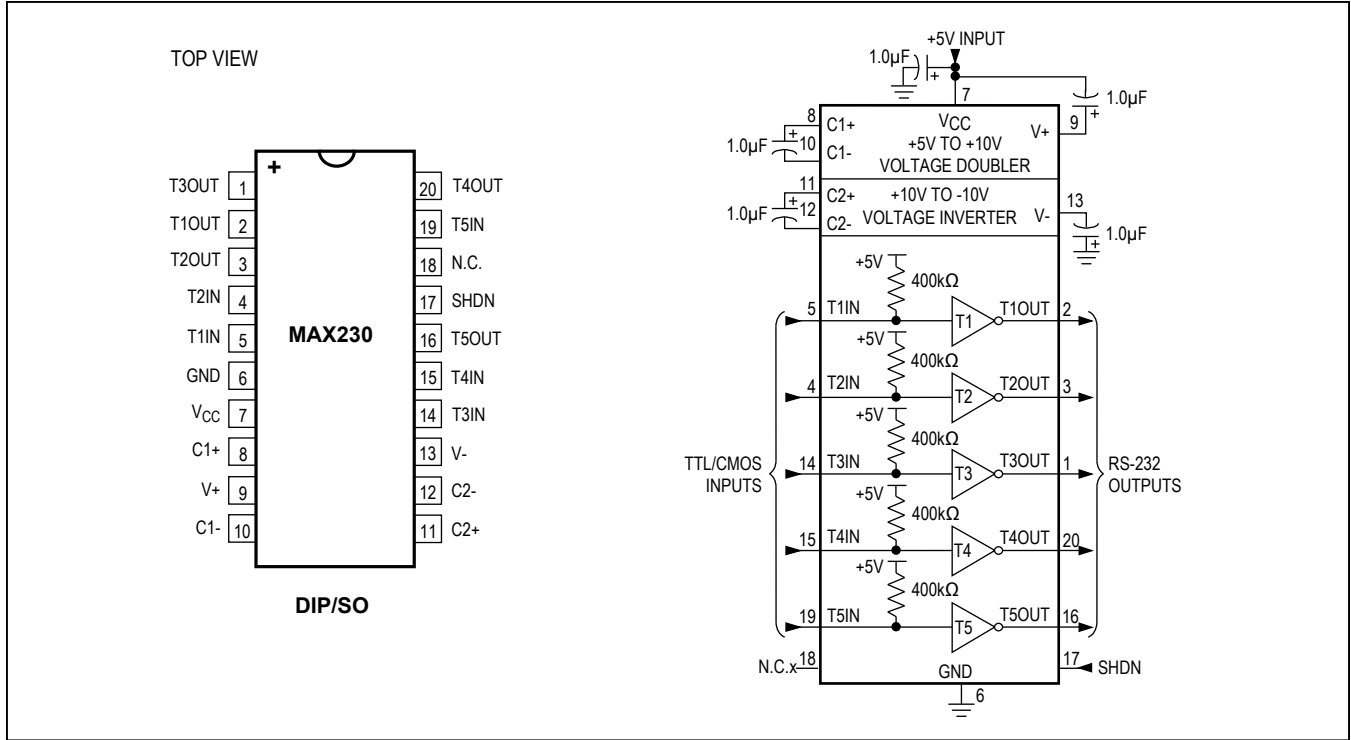 TOP VIEW
+
MAX230
T3OUT 1
T1OUT 2
T2OUT 3
T2IN 4
T1IN 5
GND 6
VCC 7
C1+ 8
V+ 9
C1- 10
20 T4OUT
19 T5IN
18 N.C.
17 SHDN
16 T5OUT
15 T4IN
14 T3IN
13 V-
12 C2-
11 C2+
DIP/SO
+5V INPUT
1.0µF
+
7
1.0µF
+
8 C1+
1.0µF
+
10 C1-
VCC
+5V TO +10V
VOLTAGE DOUBLER
V+ 9
11 C2+
1.0µF
+
12 C2-
+10V TO -10V
VOLTAGE INVERTER
V- 13
1.0µF
+
+5V
400kΩ
5 T1IN T1 T1OUT 2
+5V
400kΩ
4 T2IN T2 T2OUT 3
+5V
400kΩ
TTL/CMOS
INPUTS
14 T3IN T3 T3OUT 1
RS-232
OUTPUTS
+5V
400kΩ
15 T4IN T4 T4OUT 20
+5V
400kΩ
19 T5IN T5 T5OUT 16
N.C.x 18
17 SHDN
GND
6